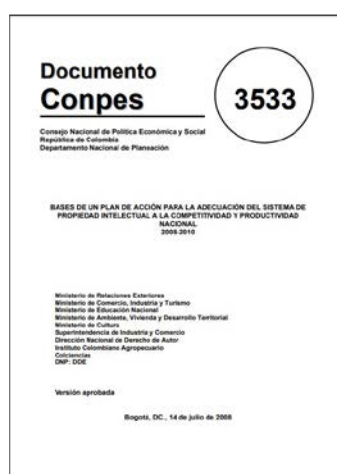 Documento
Conpes
3533
Consejo Nacional de Política Económica y Social
República de Colombia
Departamento Nacional de Planeación
BASES DE UN PLAN DE ACCIÓN PARA LA ADECUACIÓN DEL SISTEMA DE
PROPIEDAD INTELECTUAL A LA COMPETITIVIDAD Y PRODUCTIVIDAD
NACIONAL
2008-2010
Ministerio de Relaciones Exteriores
Ministerio de Comercio, Industria y Turismo
Ministerio de Educación Nacional
Ministerio de Ambiente, Vivienda y Desarrollo Territorial
Ministerio de Cultura
Superintendencia de Industria y Comercio
Dirección Nacional de Derecho de Autor
Instituto Colombiano Agropecuario
Colciencias
DNP: DDE
Versión aprobada
Bogotá, DC., 14 de julio de 2008